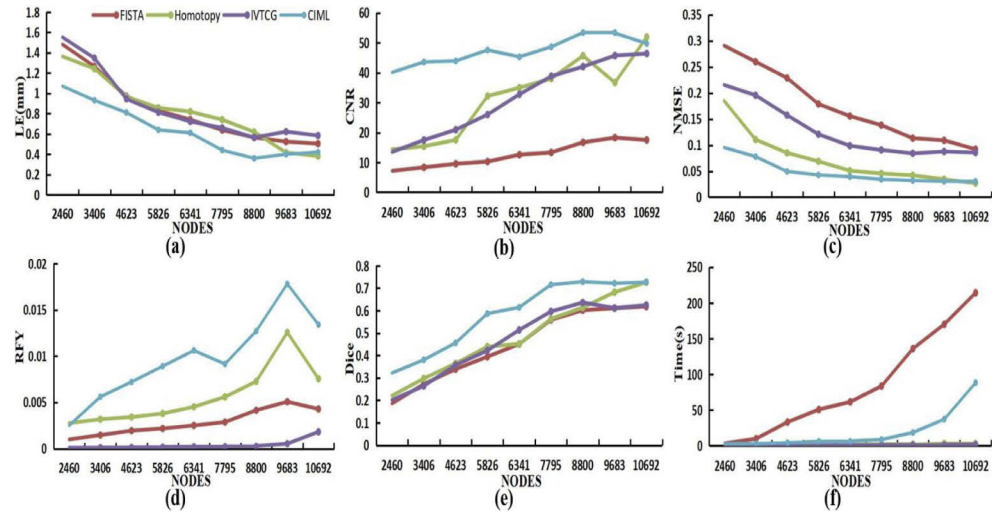 FISTA Homotopy IVTCG CIML
LE(mm)
1.8
1.6
1.4
1.2
1
0.8
0.6
0.4
0.2
0
2460 3406 4623 5826 6341 7795 8800 9683 10692
NODES
(a)
CNR
60
50
40
30
20
10
0
2460 3406 4623 5826 6341 7795 8800 9683 10692
NODES
(b)
NMSE
0.35
0.3
0.25
0.2
0.15
0.1
0.05
0
2460 3406 4623 5826 6341 7795 8800 9683 10692
NODES
(c)
RFY
0.02
0.015
0.01
0.005
0
2460 3406 4623 5826 6341 7795 8800 9683 10692
NODES
(d)
Dice
0.8
0.7
0.6
0.5
0.4
0.3
0.2
0.1
0
2460 3406 4623 5826 6341 7795 8800 9683 10692
NODES
(e)
Time(s)
250
200
150
100
50
0
2460 3406 4623 5826 6341 7795 8800 9683 10692
NODES
(f)